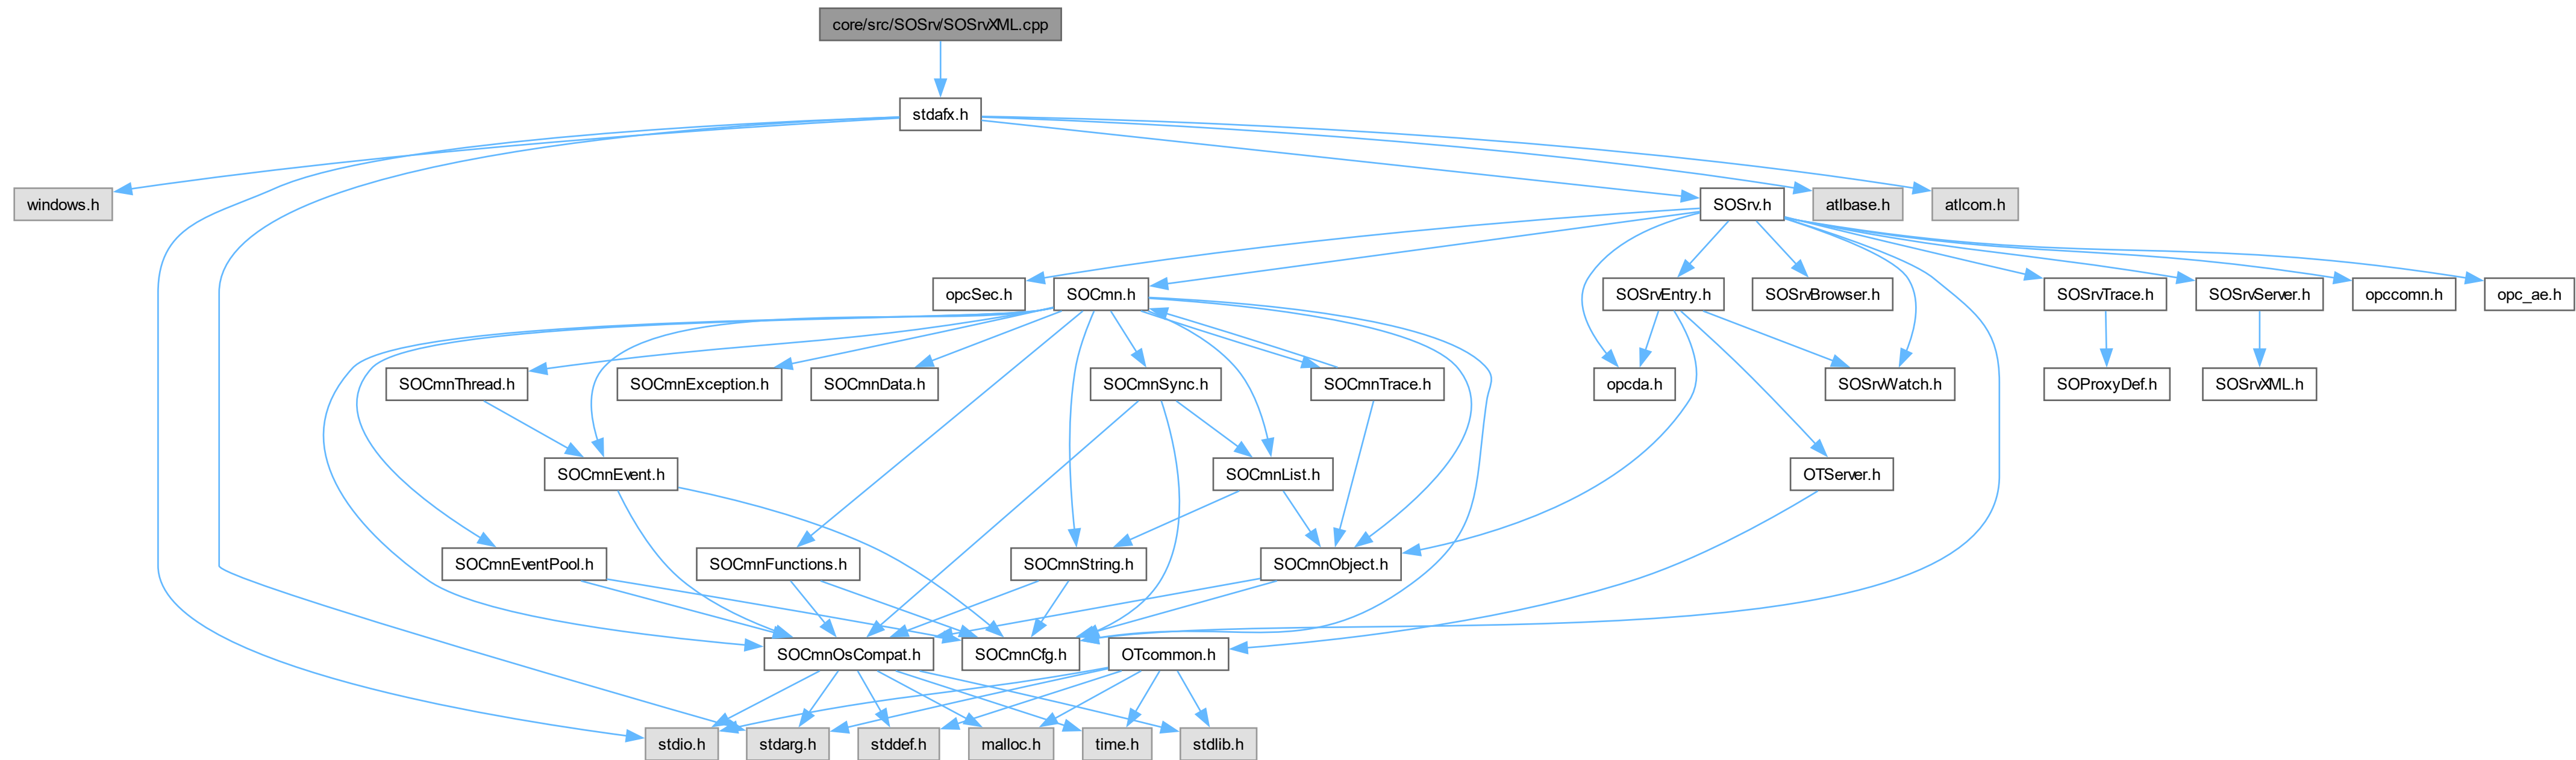 core/src/SOSrv/SOSrvXML.cpp
stdafx.h
windows.h
SOSrv.h
atlbase.h
atlcom.h
opcSec.h
SOCmn.h
SOSrvEntry.h
SOSrvBrowser.h
SOSrvTrace.h
SOSrvServer.h
opccomn.h
opc_ae.h
SOCmnThread.h
SOCmnException.h
SOCmnData.h
SOCmnSync.h
SOCmnTrace.h
opcda.h
SOSrvWatch.h
SOProxyDef.h
SOSrvXML.h
SOCmnEvent.h
SOCmnList.h
OTServer.h
SOCmnEventPool.h
SOCmnFunctions.h
SOCmnString.h
SOCmnObject.h
SOCmnOsCompat.h
SOCmnCfg.h
OTcommon.h
stdio.h
stdarg.h
stddef.h
malloc.h
time.h
stdlib.h